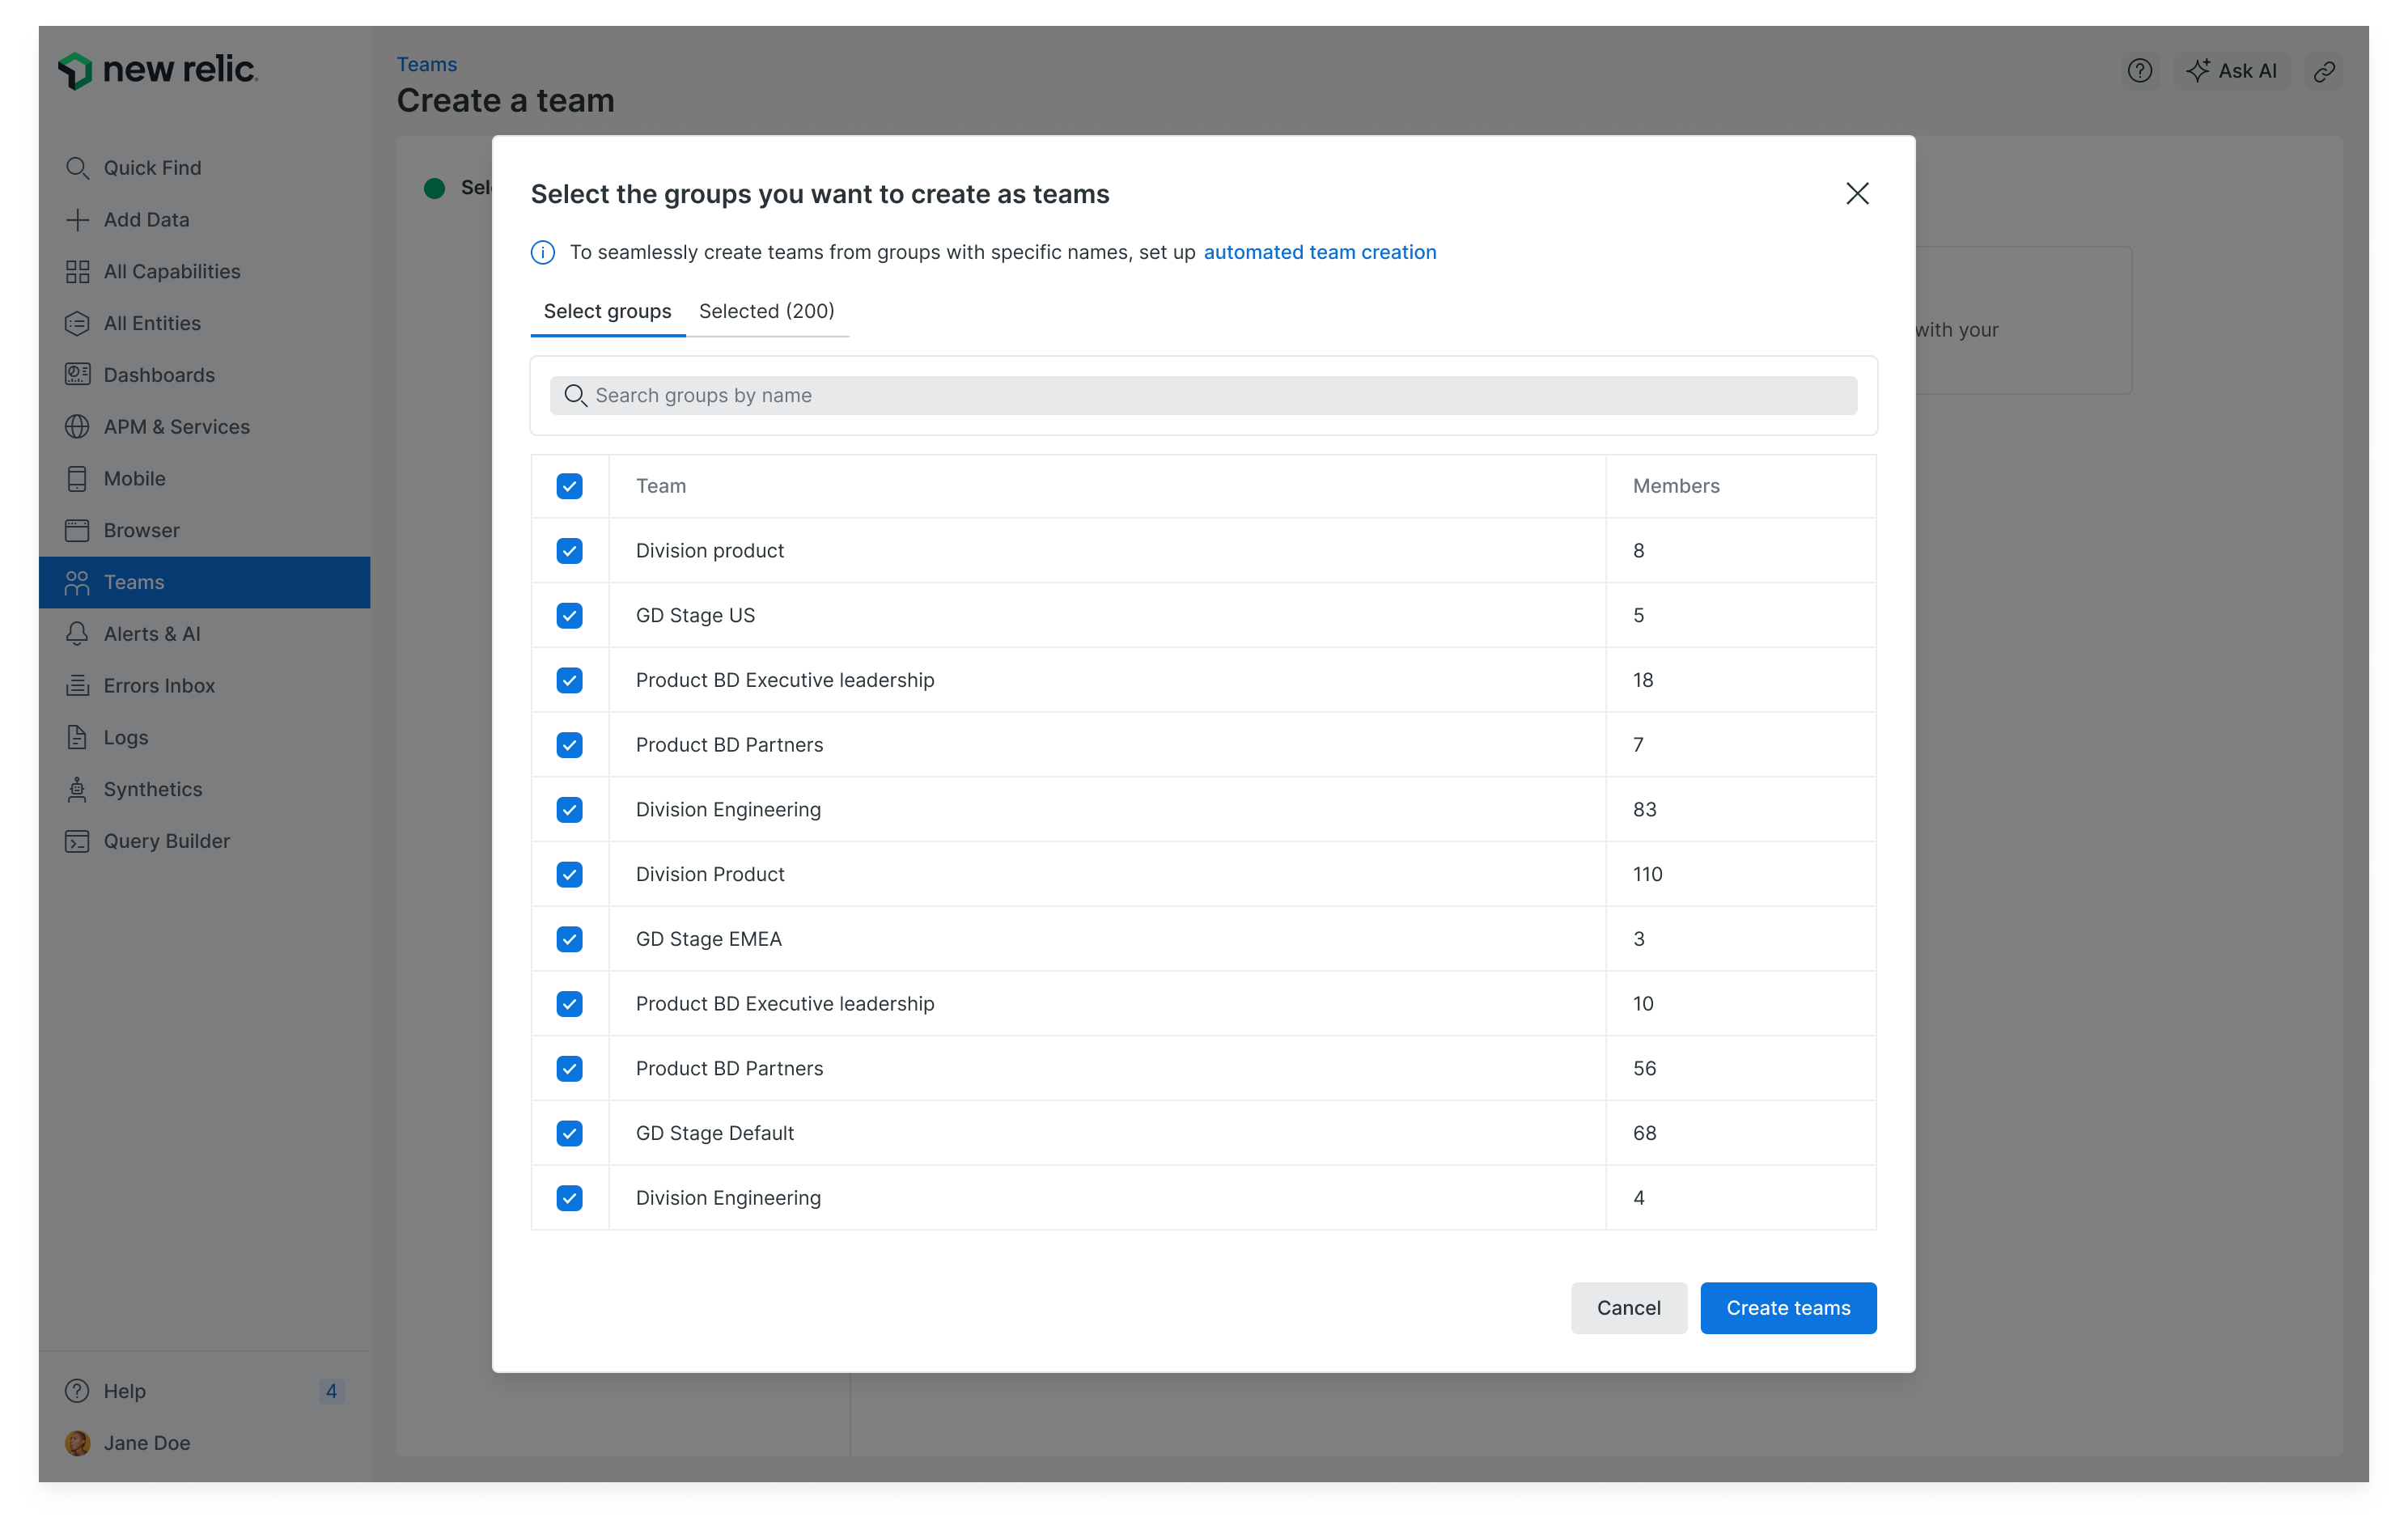 new relic
Quick Find
Add Data
All Capabilities
All Entities
Dashboards
APM & Services
Mobile
Browser
Teams
Alerts & AI
Errors Inbox
Logs
Synthetics
Query Builder
Help 4
Jane Doe
Teams
Create a team
Ask AI
with your
Select the groups you want to create as teams
To seamlessly create teams from groups with specific names, set up automated team creation
Select groups Selected (200)
Search groups by name
Team Members
Division product 8
GD Stage US 5
Product BD Executive leadership 18
Product BD Partners 7
Division Engineering 83
Division Product 110
GD Stage EMEA 3
Product BD Executive leadership 10
Product BD Partners 56
GD Stage Default 68
Division Engineering 4
Cancel Create teams